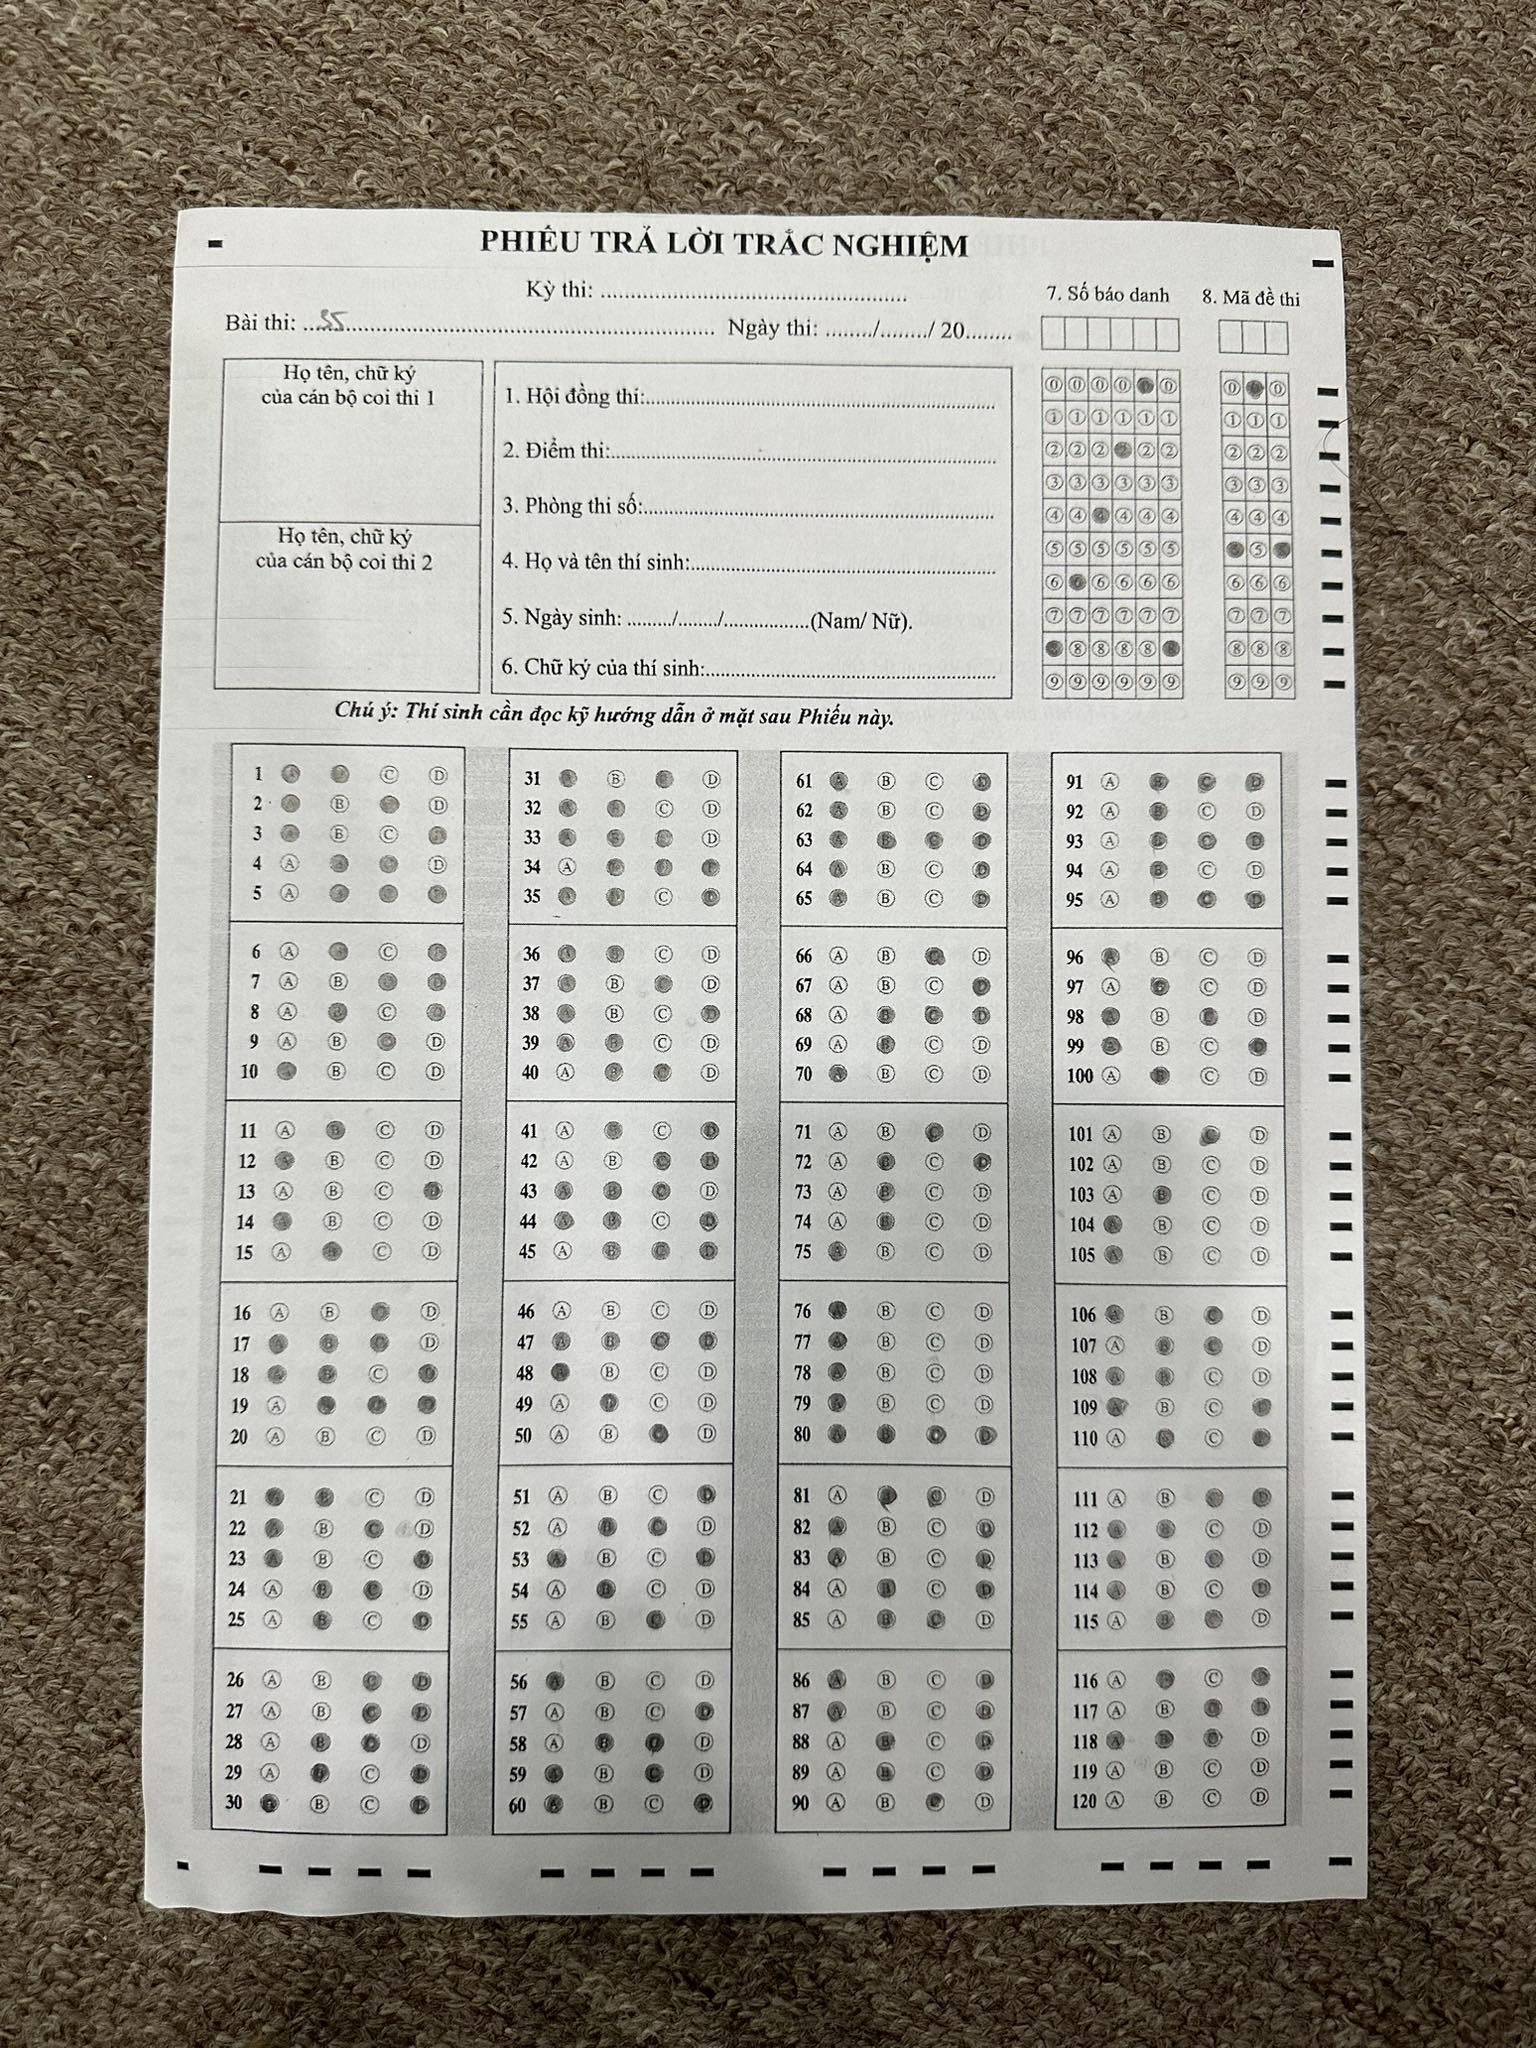 PHIẾU TRẢ LỜI TRẮC NGHIỆM
Kỳ thi: ................................................
Bài thi: ...35.......................................................... Ngày thi: ......../......../ 20........
7. Số báo danh
8. Mã đề thi
Họ tên, chữ ký
của cán bộ coi thi 1
Họ tên, chữ ký
của cán bộ coi thi 2
1. Hội đồng thi:..........................................................
2. Điểm thi:................................................................
3. Phòng thi số:..........................................................
4. Họ và tên thí sinh:..................................................
5. Ngày sinh: ......../......../................(Nam/ Nữ).
6. Chữ ký của thí sinh:................................................
0 0 0 0 0
1 1 1 1 1 1
2 2 2 2 2
3 3 3 3 3 3
4 4 4 4 4
5 5 5 5 5 5
6 6 6 6 6
7 7 7 7 7 7
8 8 8 8
9 9 9 9 9 9
0 0
1 1 1
2 2 2
3 3 3
4 4 4
5
6 6 6
7 7 7
8 8 8
9 9 9
Chú ý: Thí sinh cần đọc kỹ hướng dẫn ở mặt sau Phiếu này.
1 C D
2 B D
3 B C
4 A D
5 A
6 A C
7 A B
8 A C
9 A B D
10 B C D
11 A B C D
12 B C D
13 A B C
14 B C D
15 A C D
16 A B D
17 D
18 C
19 A
20 A B C D
21 C D
22 B D
23 B C
24 A D
25 A C
26 A B
27 A B
28 A D
29 A C
30 B C
31 B D
32 C D
33 D
34 A
35 C
36 C D
37 B D
38 B C
39 C D
40 A D
41 A C
42 A B
43 D
44 C
45 A
46 A B C D
47
48 B C D
49 A C D
50 A B D
51 A B C
52 A D
53 B C
54 A C D
55 A B D
56 B C D
57 A B C
58 A D
59 B D
60 B C
61 B C
62 B C
63
64 B C
65 B C
66 A B D
67 A B C
68 A
69 A C D
70 B C D
71 A B D
72 A C
73 A C D
74 A C D
75 B C D
76 B C D
77 B C D
78 B C D
79 B C D
80
81 A D
82 B C
83 B C
84 A C
85 A D
86 B C
87 B C
88 A C
89 A C
90 A B D
91 A
92 A C D
93 A
94 A C D
95 A
96 B C D
97 A C D
98 B D
99 B C
100 A C D
101 A B D
102 A B C D
103 A C D
104 B C D
105 B C D
106 B D
107 A D
108 C D
109 B C
110 A C
111 A B
112 C D
113 B D
114 B C
115 A D
116 A C
117 A B
118 D
119 A B C D
120 A B C D